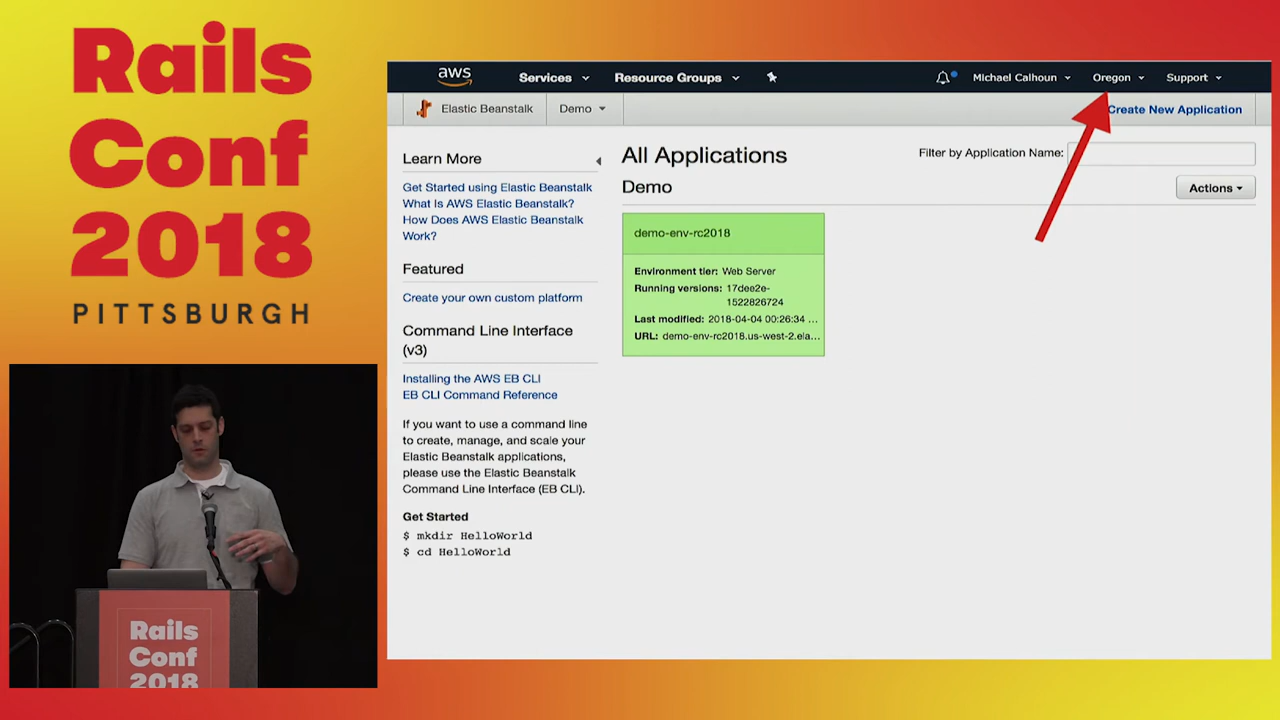 Rails
Conf
2018
PITTSBURGH
aws Services Resource Groups Michael Calhoun Oregon Support
Elastic Beanstalk Demo Create New Application
Learn More
Get Started using Elastic Beanstalk
What Is AWS Elastic Beanstalk?
How Does AWS Elastic Beanstalk
Work?
Featured
Create your own custom platform
Command Line Interface
(v3)
Installing the AWS EB CLI
EB CLI Command Reference
If you want to use a command line
to create, manage, and scale your
Elastic Beanstalk applications,
please use the Elastic Beanstalk
Command Line Interface (EB CLI).
Get Started
$ mkdir HelloWorld
$ cd HelloWorld
All Applications
Filter by Application Name:
Demo
Actions
demo-env-rc2018
Environment tier: Web Server
Running versions: 17dee2e-
1522826724
Last modified: 2018-04-04 00:26:34 ...
URL: demo-env-rc2018.us-west-2.ela...
Rails
Conf
2018